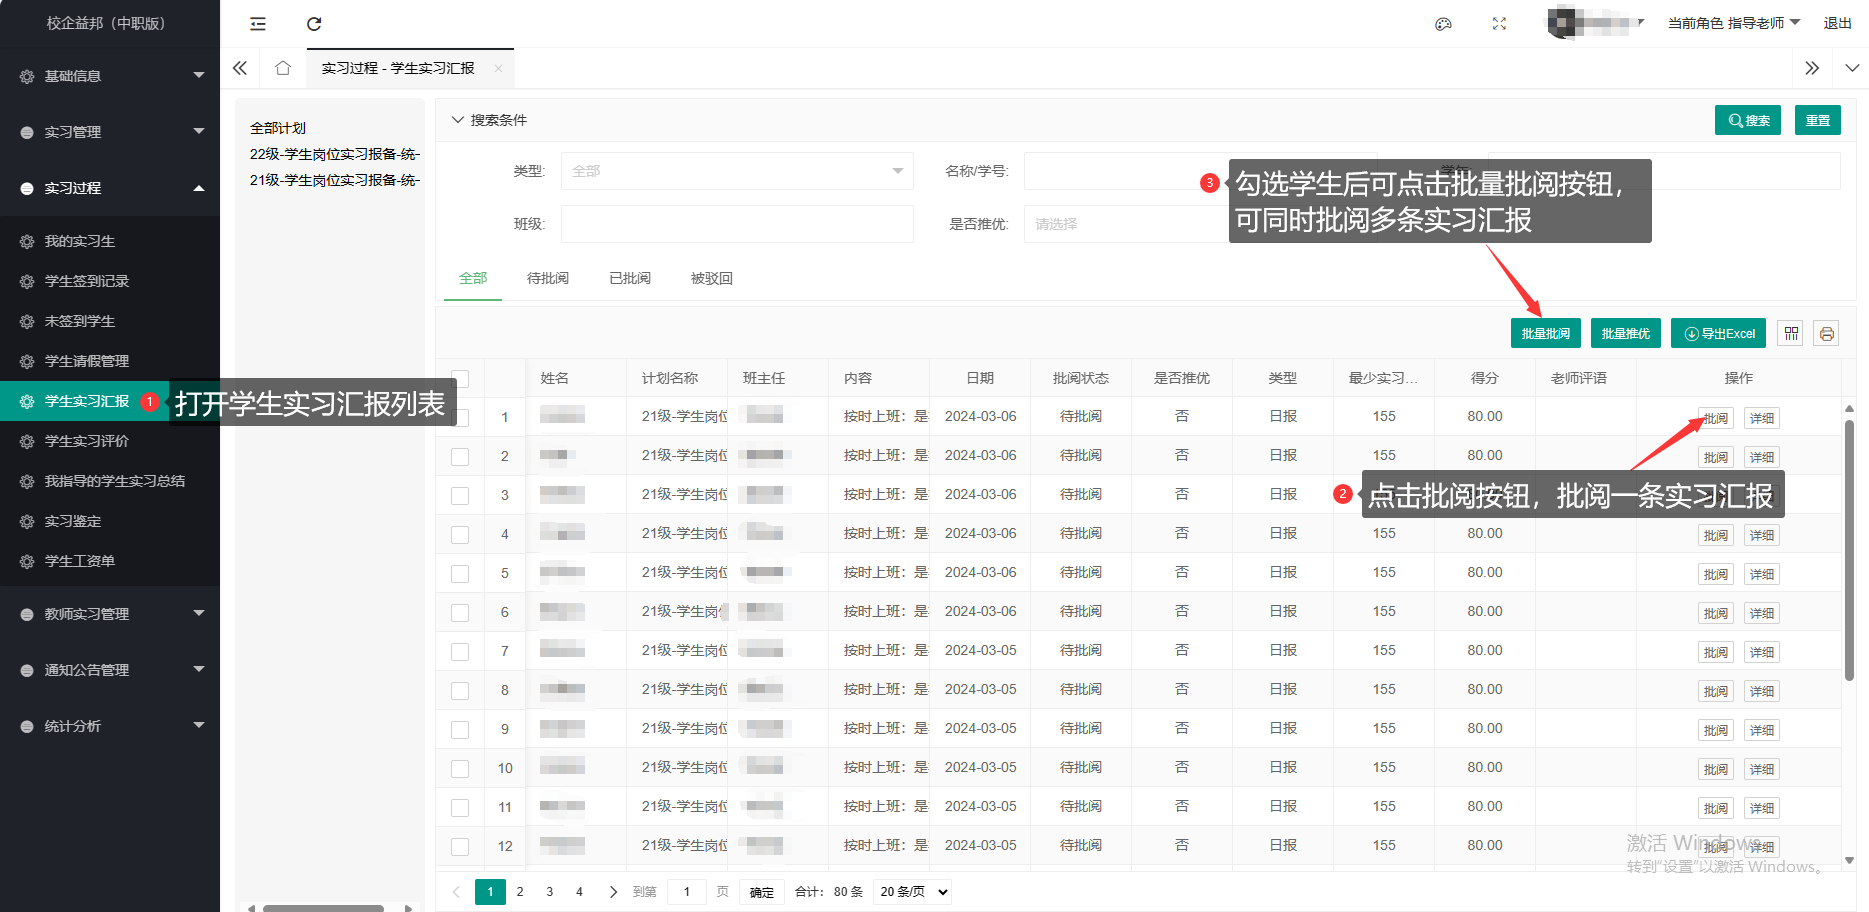 校企益邦（中职版）
当前角色 指导老师
退出
基础信息
实习管理
实习过程
我的实习生
学生签到记录
未签到学生
学生请假管理
学生实习汇报
1
打开学生实习汇报列表
学生实习评价
我指导的学生实习总结
实习鉴定
学生工资单
教师实习管理
通知公告管理
统计分析
实习过程 - 学生实习汇报
全部计划
22级-学生岗位实习报备-统一
21级-学生岗位实习报备-统一
搜索条件
搜索
重置
类型:
全部
名称/学号:
班级:
是否推优:
请选择
3
勾选学生后可点击批量批阅按钮，
可同时批阅多条实习汇报
全部 待批阅 已批阅 被驳回
批量批阅 批量推优 导出Excel
姓名 计划名称 班主任 内容 日期 批阅状态 是否推优 类型 最少实习... 得分 老师评语 操作
1 21级-学生岗位 按时上班：是 2024-03-06 待批阅 否 日报 155 80.00 批阅 详细
2 21级-学生岗位 按时上班：是 2024-03-06 待批阅 否 日报 155 80.00 批阅 详细
3 21级-学生岗位 按时上班：是 2024-03-06 待批阅 否 日报
2
点击批阅按钮，批阅一条实习汇报
4 21级-学生岗位 按时上班：是 2024-03-06 待批阅 否 日报 155 80.00 批阅 详细
5 21级-学生岗位 按时上班：是 2024-03-06 待批阅 否 日报 155 80.00 批阅 详细
6 21级-学生岗 按时上班：是 2024-03-06 待批阅 否 日报 155 80.00 批阅 详细
7 21级-学生岗位 按时上班：是 2024-03-05 待批阅 否 日报 155 80.00 批阅 详细
8 21级-学生岗位 按时上班：是 2024-03-05 待批阅 否 日报 155 80.00 批阅 详细
9 21级-学生岗位 按时上班：是 2024-03-05 待批阅 否 日报 155 80.00 批阅 详细
10 21级-学生岗位 按时上班：是 2024-03-05 待批阅 否 日报 155 80.00 批阅 详细
11 21级-学生岗位 按时上班：是 2024-03-05 待批阅 否 日报 155 80.00 批阅 详细
12 21级-学生岗位 按时上班：是 2024-03-05 待批阅 否 日报 155 80.00 批阅 详细
激活 Windows
转到"设置"以激活 Windows。
1 2 3 4 到第 1 页 确定 合计： 80 条 20 条/页